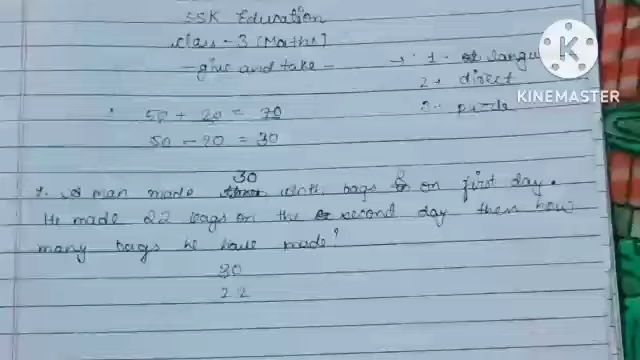 SSK Education
class - 3 (Maths)
- give and take -
1. langu
2. direct
3. puzzle
KINEMASTER
50 + 20 = 70
50 - 20 = 30
30
1. A man made cloth bags on first day.
He made 22 bags on the second day then how
many bags he have made?
30
22